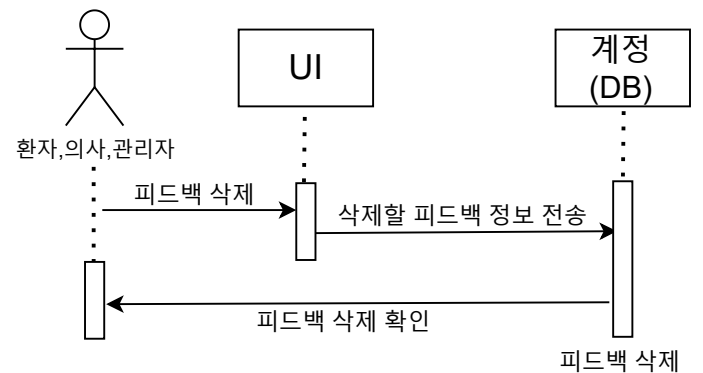 UI
계정
(DB)
환자,의사,관리자
피드백 삭제
삭제할 피드백 정보 전송
피드백 삭제 확인
피드백 삭제